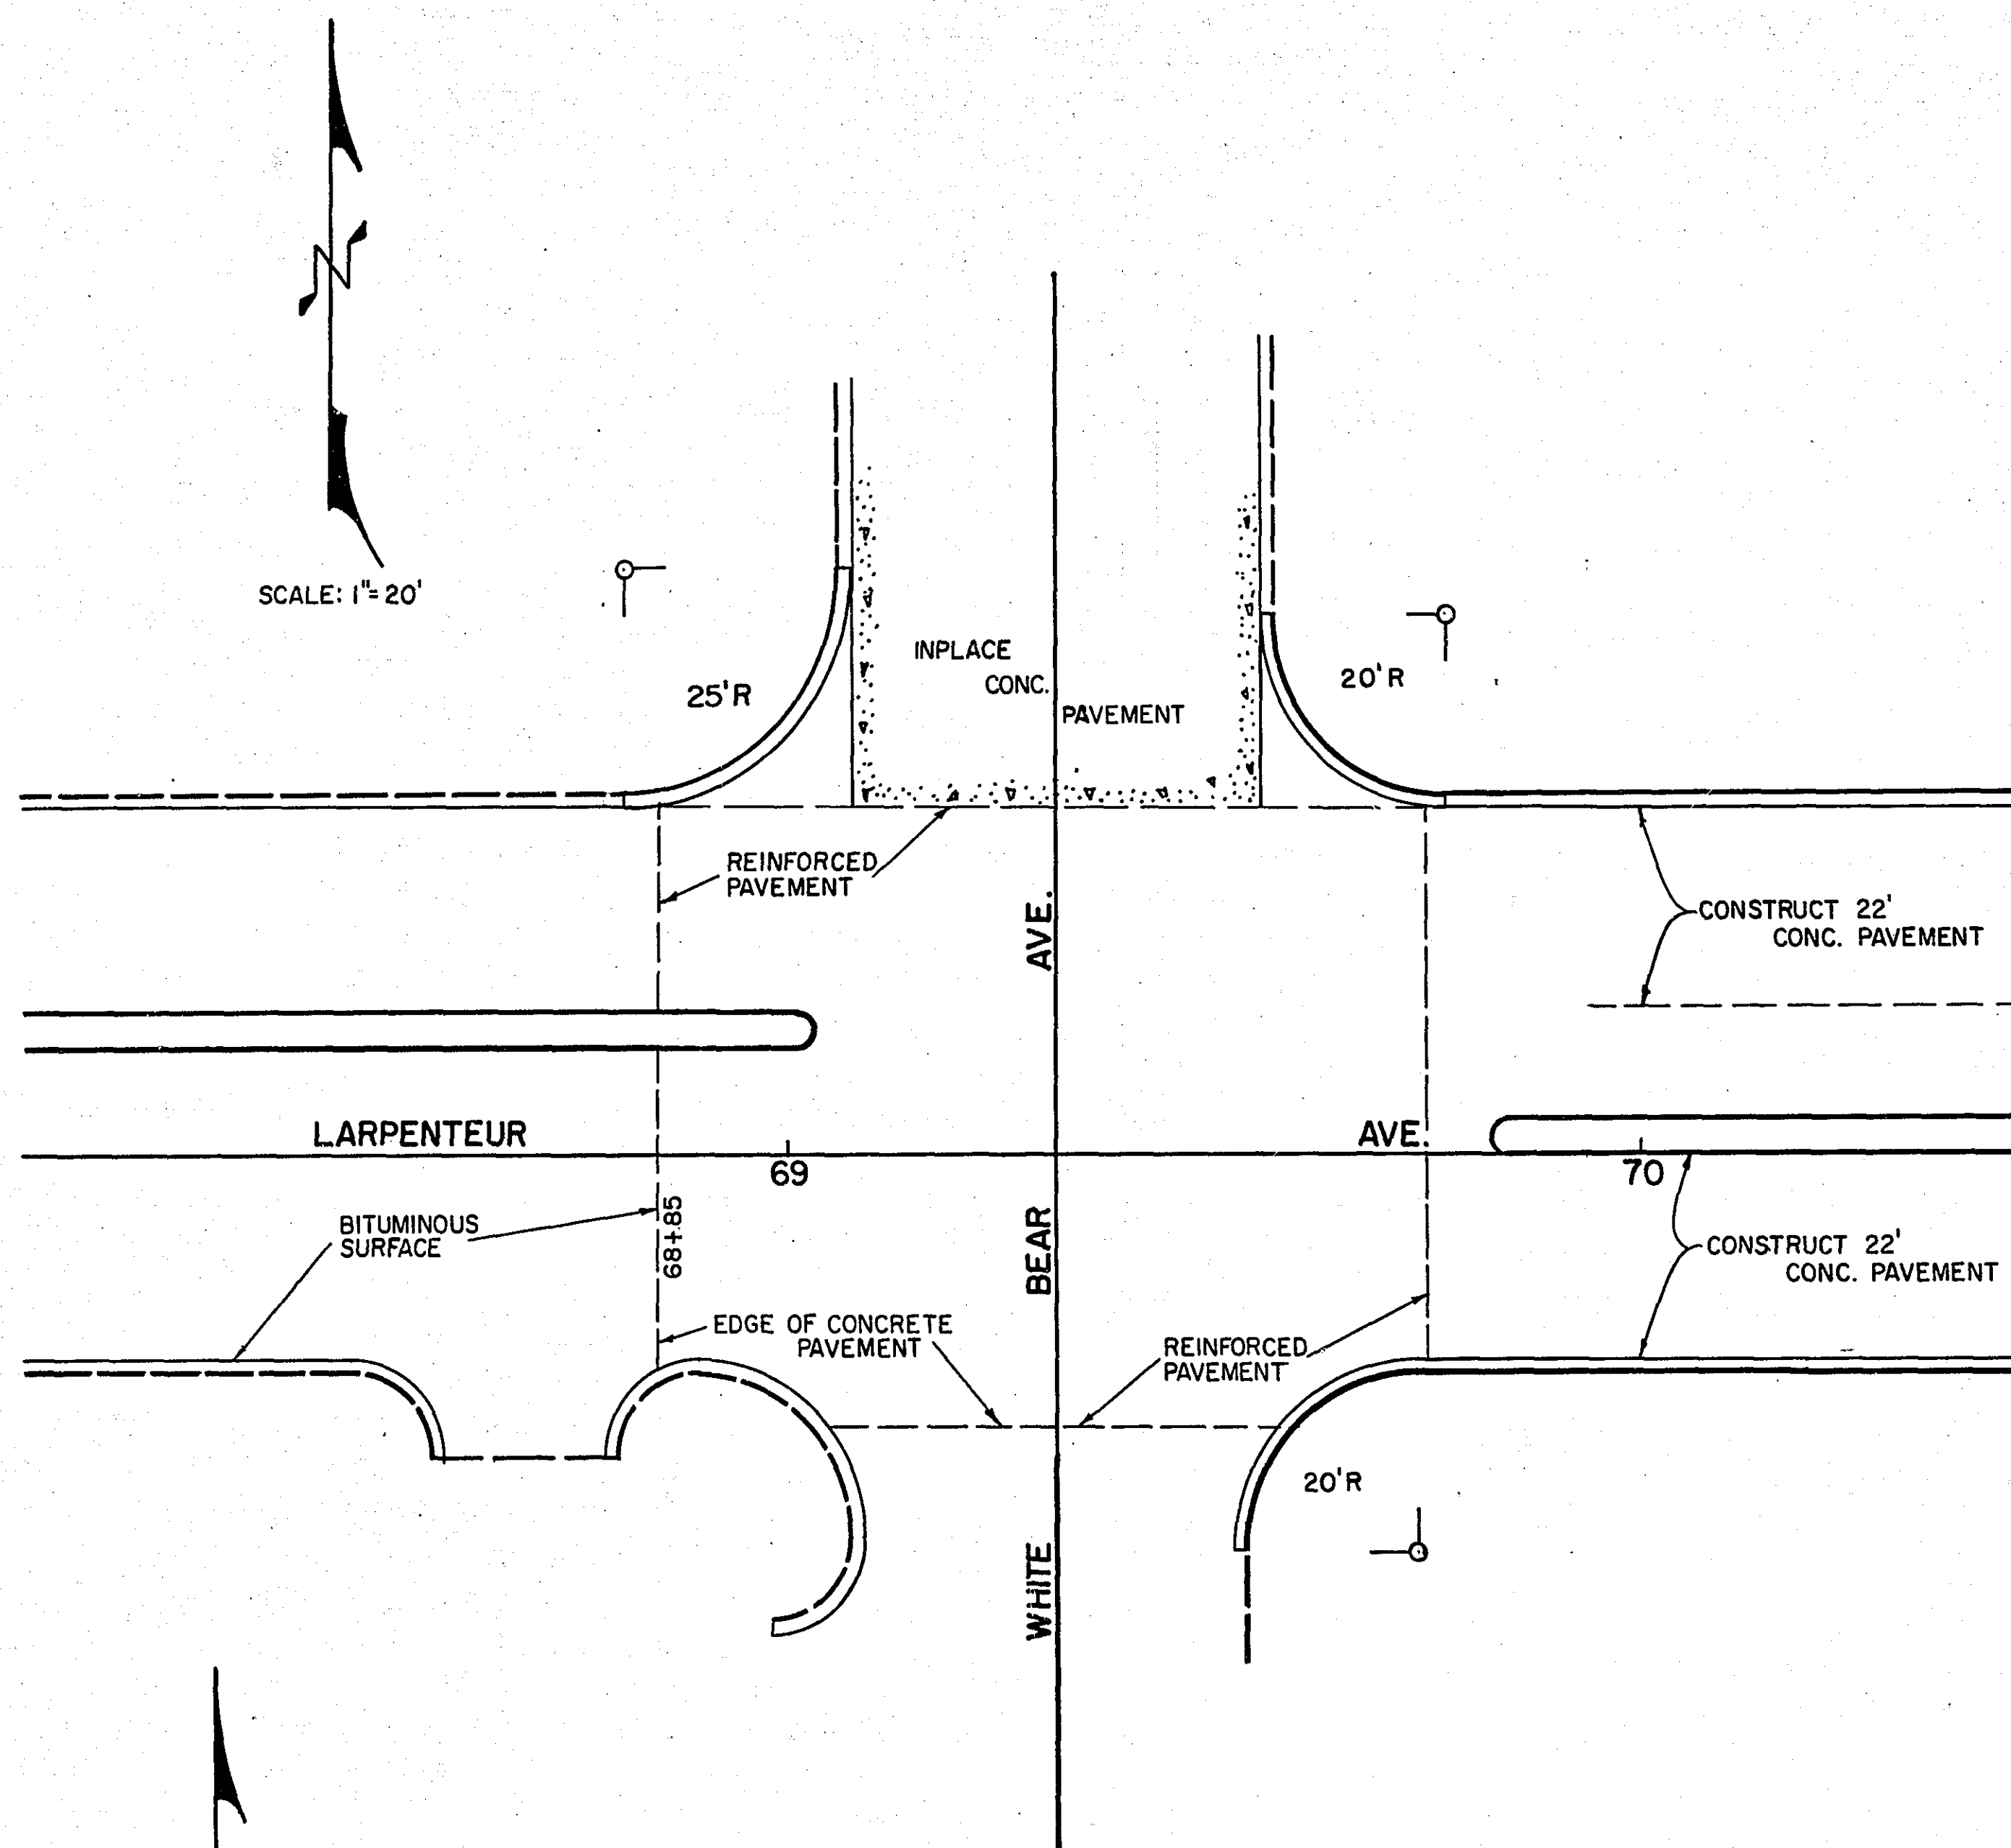 SCALE: 1"=20'
25'R
INPLACE
CONC.
PAVEMENT
20'R
REINFORCED
PAVEMENT
AVE.
CONSTRUCT 22'
CONC. PAVEMENT
LARPENTEUR
AVE.
69
70
BITUMINOUS
SURFACE
68+.85
BEAR
CONSTRUCT 22'
CONC. PAVEMENT
EDGE OF CONCRETE
PAVEMENT
REINFORCED
PAVEMENT
20'R
WHITE